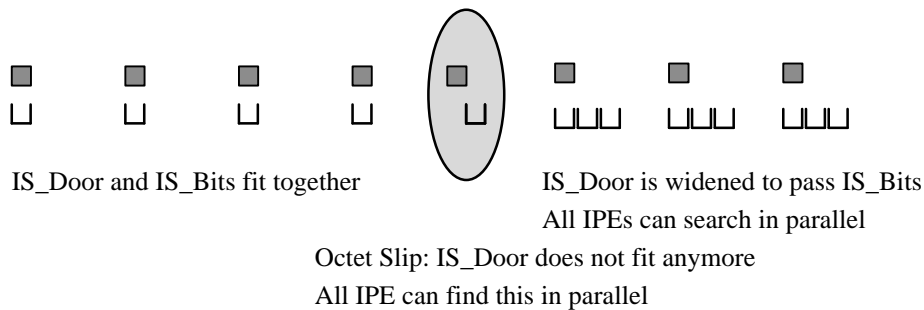 IS_Door and IS_Bits fit together
IS_Door is widened to pass IS_Bits
All IPEs can search in parallel
Octet Slip: IS_Door does not fit anymore
All IPE can find this in parallel